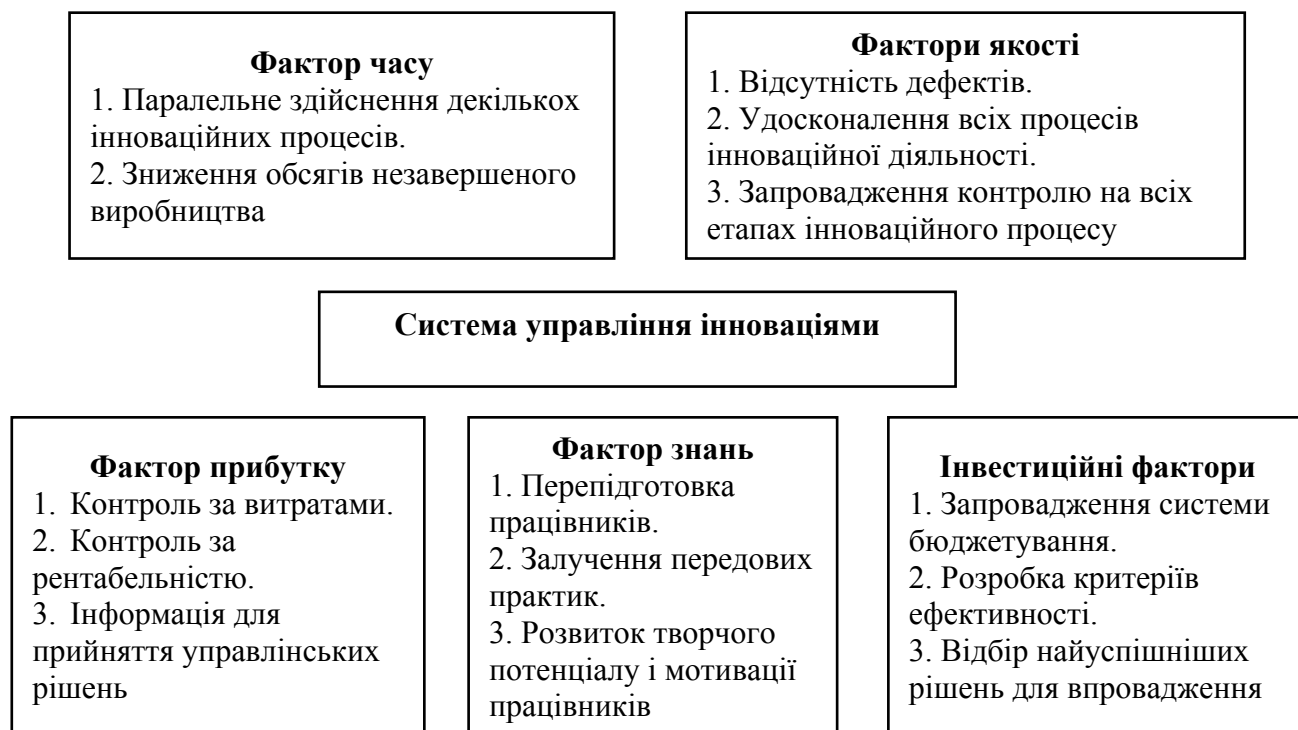 Фактор часу
1. Паралельне здійснення декількох
інноваційних процесів.
2. Зниження обсягів незавершеного
виробництва
Фактори якості
1. Відсутність дефектів.
2. Удосконалення всіх процесів
інноваційної діяльності.
3. Запровадження контролю на всіх
етапах інноваційного процесу
Система управління інноваціями
Фактор прибутку
1. Контроль за витратами.
2. Контроль за
рентабельністю.
3. Інформація для
прийняття управлінських
рішень
Фактор знань
1. Перепідготовка
працівників.
2. Залучення передових
практик.
3. Розвиток творчого
потенціалу і мотивації
працівників
Інвестиційні фактори
1. Запровадження системи
бюджетування.
2. Розробка критеріїв
ефективності.
3. Відбір найуспішніших
рішень для впровадження